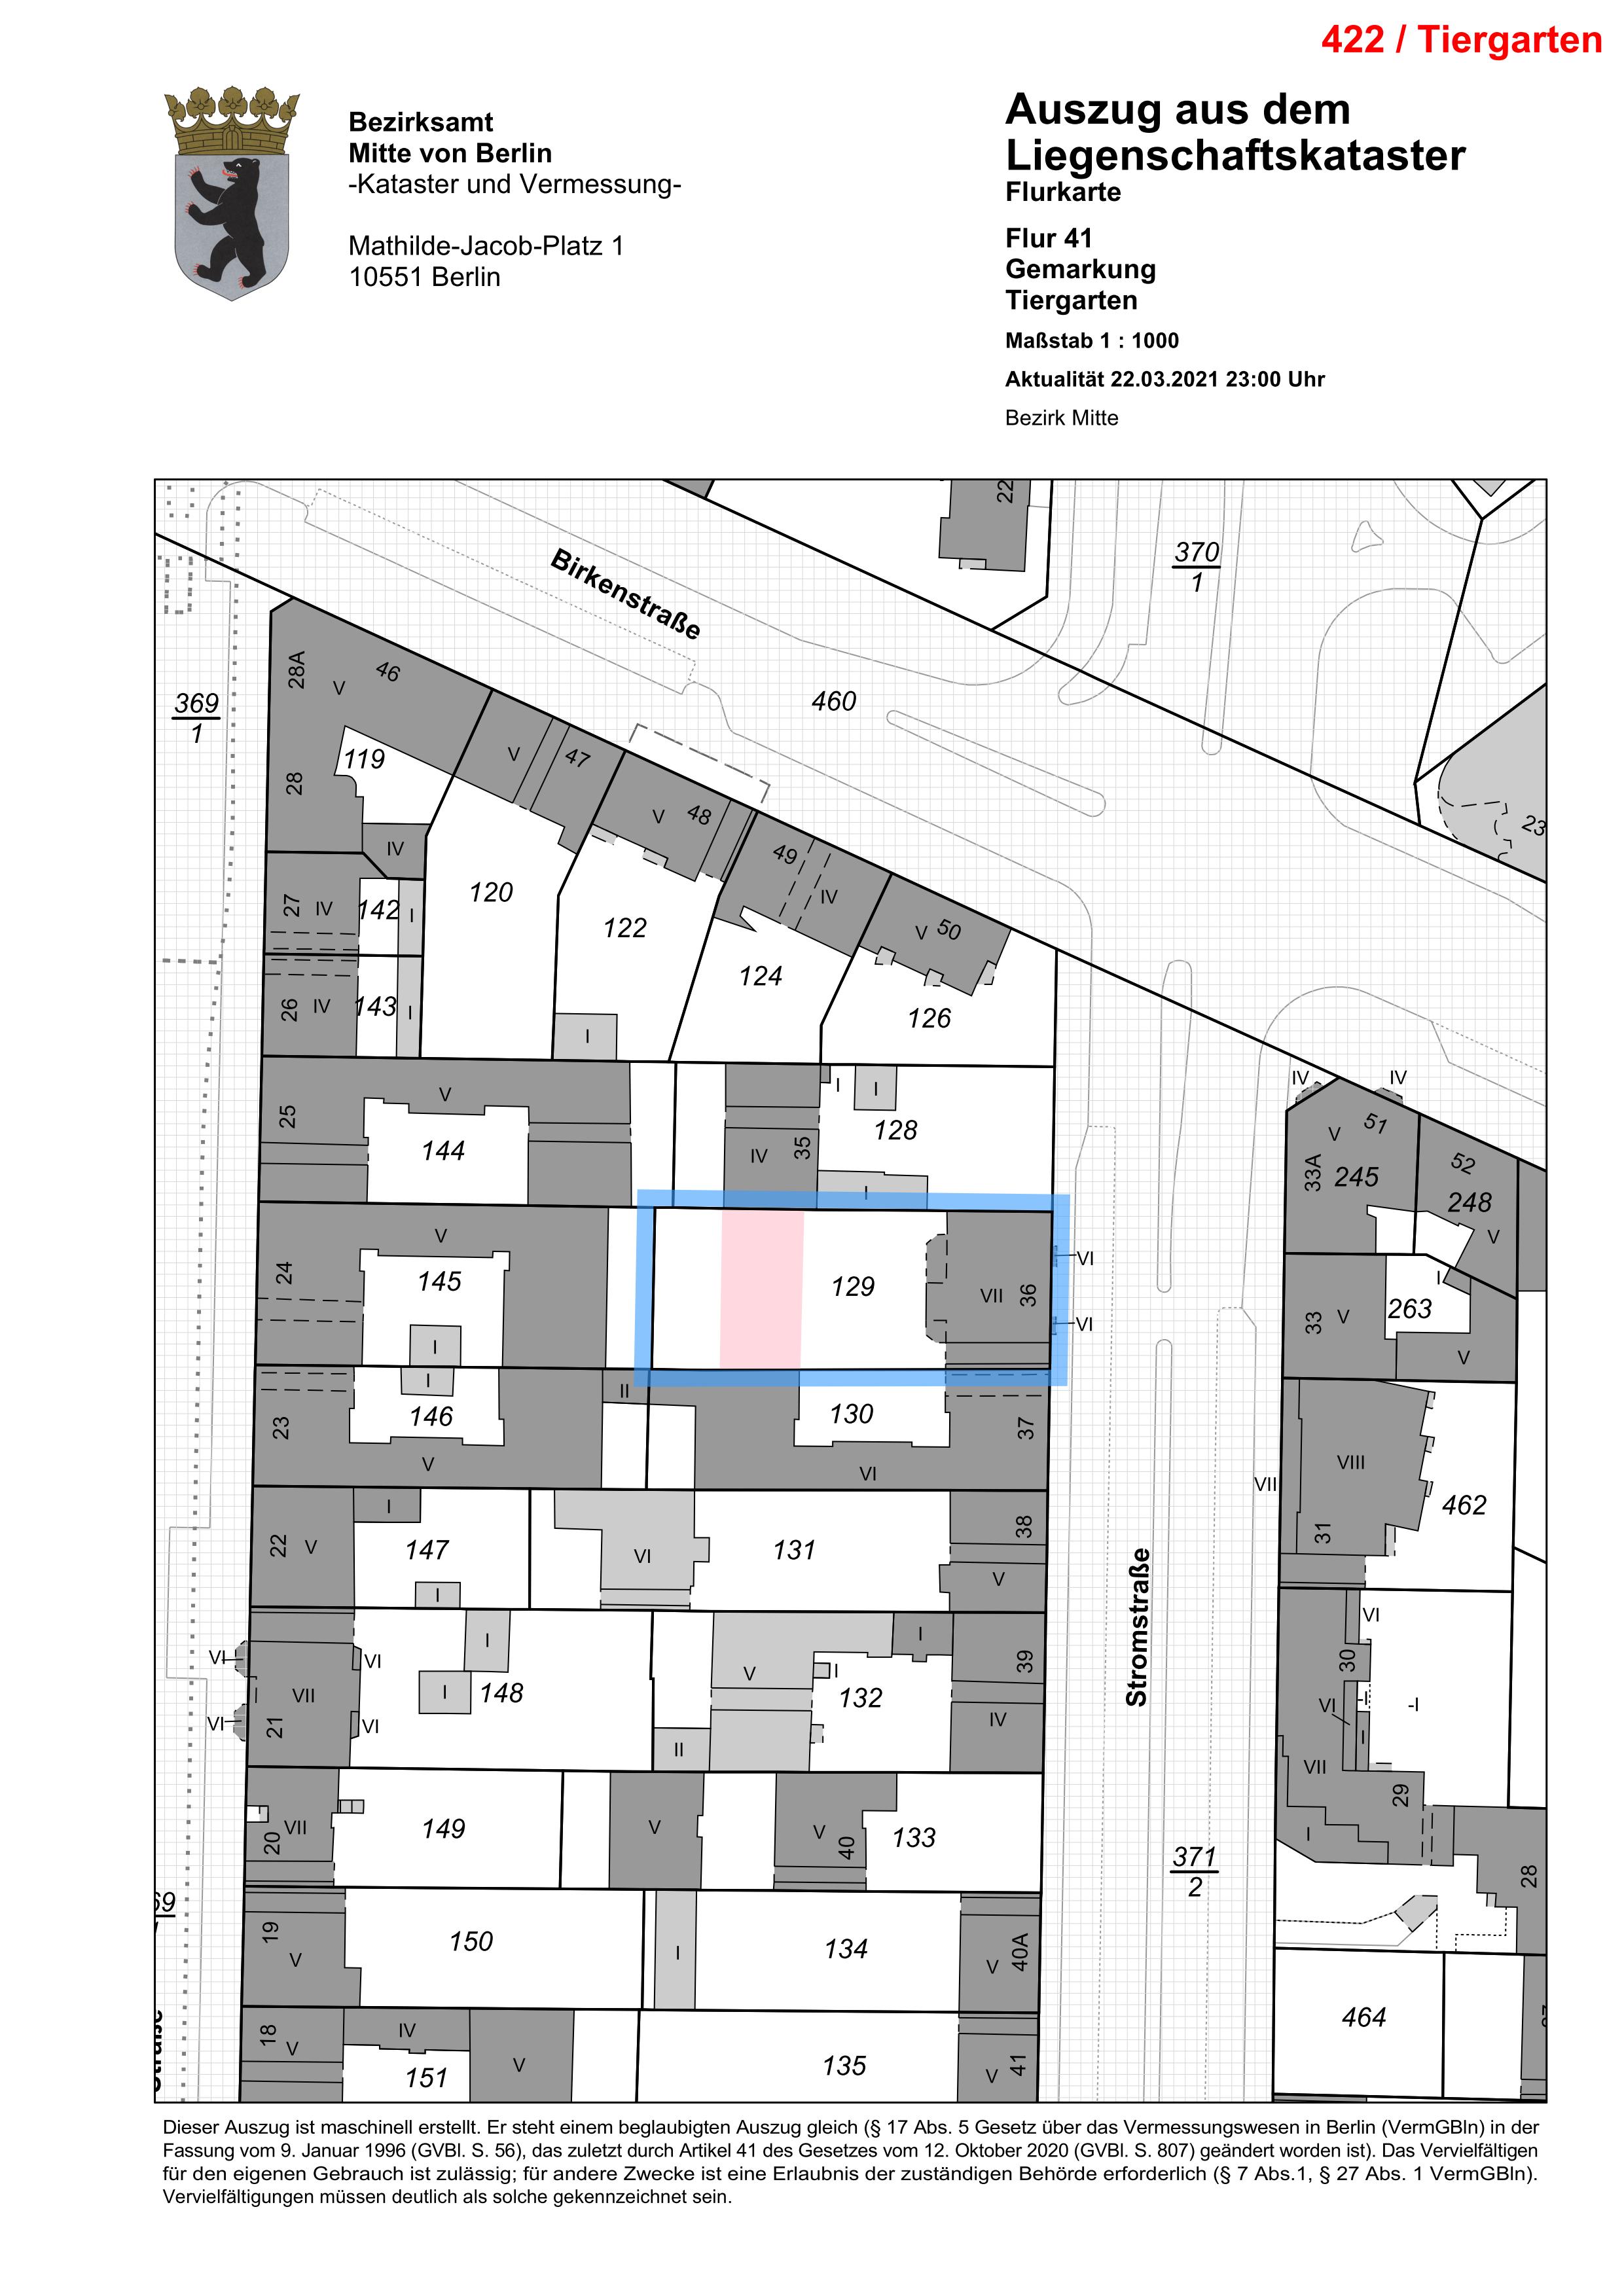 422 / Tiergarten
Bezirksamt
Mitte von Berlin
-Kataster und Vermessung-
Mathilde-Jacob-Platz 1
10551 Berlin
Auszug aus dem
Liegenschaftskataster
Flurkarte
Flur 41
Gemarkung
Tiergarten
Maßstab 1 : 1000
Aktualität 22.03.2021 23:00 Uhr
Bezirk Mitte
22
370
1
Birkenstraße
460
369
1
28A
V
46
28
119
IV
V
47
V
48
49
IV
V
50
23
27
IV
142
I
120
122
124
126
26
IV
143
I
I
25
V
144
IV
35
I
I
128
I
IV
IV
V
51
33A
245
52
248
V
24
V
145
I
129
VII
36
VI
VI
33
V
I
263
V
23
I
146
V
II
130
VI
37
VII
VIII
31
462
22
V
I
147
I
VI
131
38
V
Stromstraße
VI
VI
VII
21
VI
VI
I
I
148
V
II
I
I
132
39
IV
VI
30
VI
-I
I
-I
VII
29
I
28
20
VII
149
V
V
40
133
371
2
69
19
V
150
I
134
V
40A
18
V
IV
151
V
135
V
41
464
Dieser Auszug ist maschinell erstellt. Er steht einem beglaubigten Auszug gleich (§ 17 Abs. 5 Gesetz über das Vermessungswesen in Berlin (VermGBln) in der
Fassung vom 9. Januar 1996 (GVBl. S. 56), das zuletzt durch Artikel 41 des Gesetzes vom 12. Oktober 2020 (GVBl. S. 807) geändert worden ist). Das Vervielfältigen
für den eigenen Gebrauch ist zulässig; für andere Zwecke ist eine Erlaubnis der zuständigen Behörde erforderlich (§ 7 Abs.1, § 27 Abs. 1 VermGBln).
Vervielfältigungen müssen deutlich als solche gekennzeichnet sein.